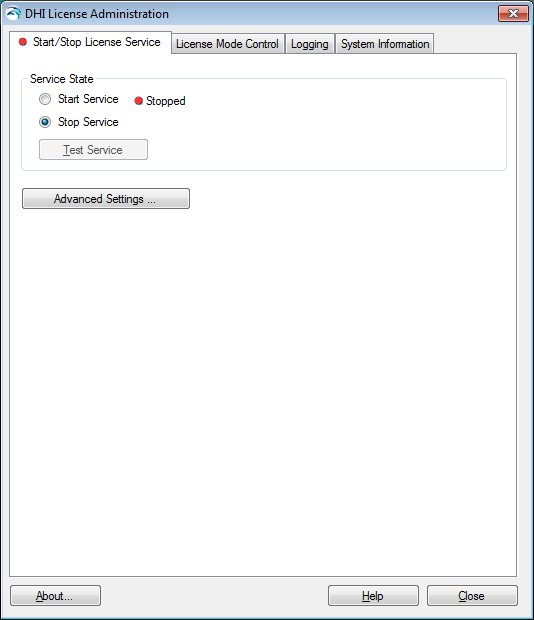 DHI License Administration
Start/Stop License Service License Mode Control Logging System Information
Service State
Start Service Stopped
Stop Service
Test Service
Advanced Settings ...
About... Help Close